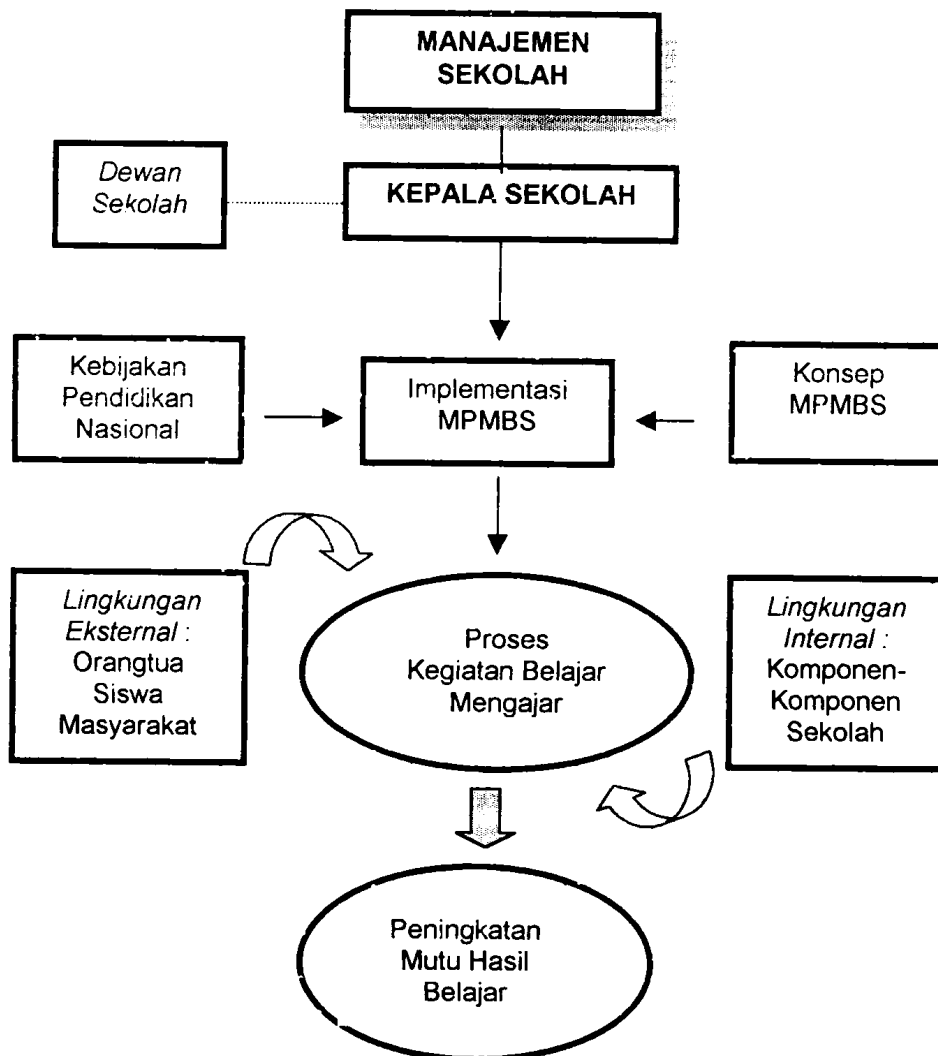 MANAJEMEN
SEKOLAH
Dewan
Sekolah
KEPALA SEKOLAH
Kebijakan
Pendidikan
Nasional
Implementasi
MPMBS
Konsep
MPMBS
Lingkungan
Eksternal :
Orangtua
Siswa
Masyarakat
Proses
Kegiatan Belajar
Mengajar
Lingkungan
Internal :
Komponen-
Komponen
Sekolah
Peningkatan
Mutu Hasil
Belajar